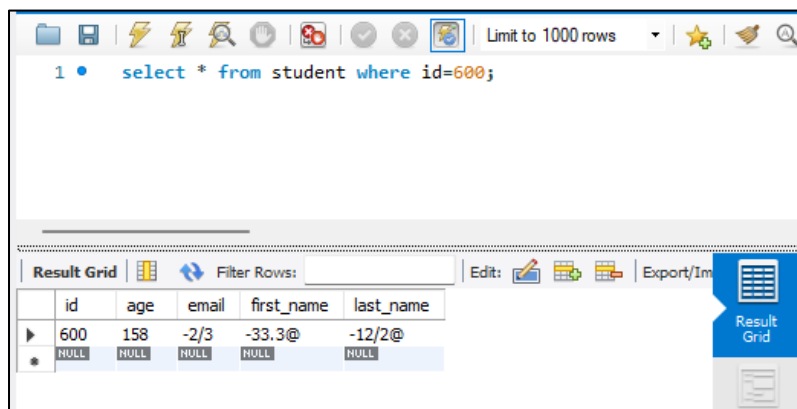 Limit to 1000 rows
1 select * from student where id=600;
Result Grid Filter Rows: Edit: Export/Im
id age email first_name last_name
600 158 -2/3 -33.3@ -12/2@
NULL NULL NULL NULL NULL
Result
Grid